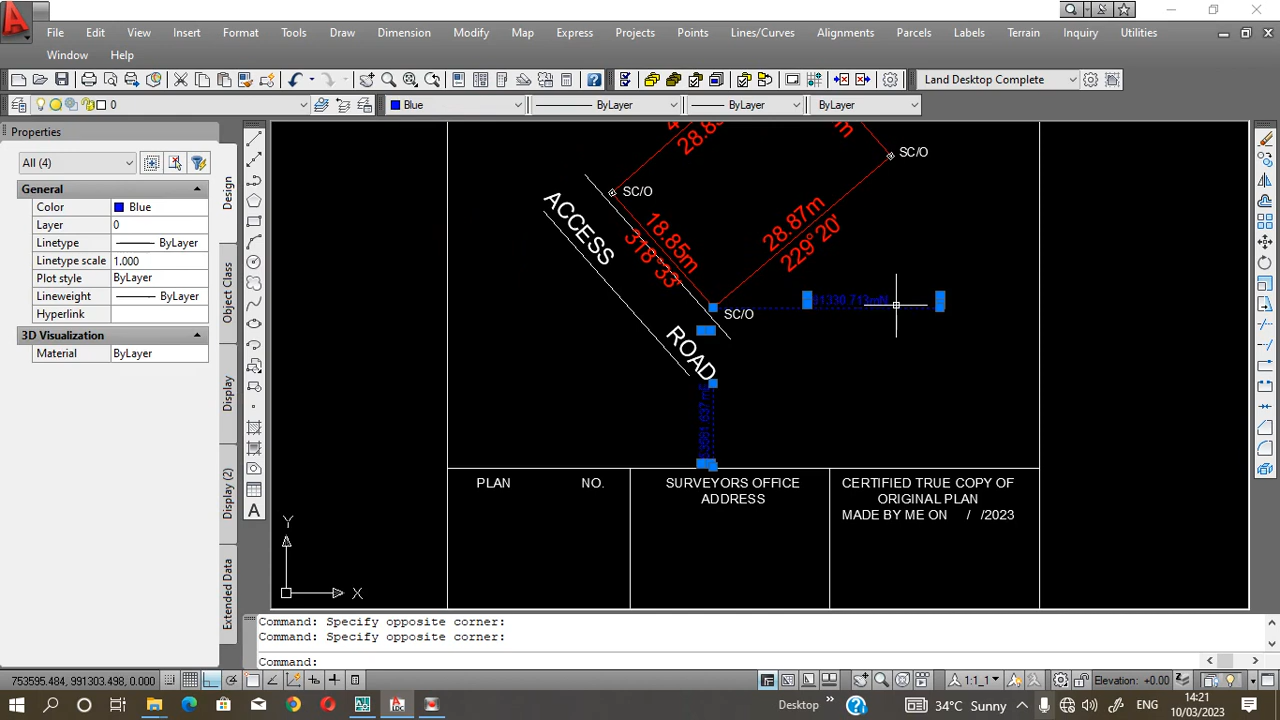 File Edit View Insert Format Tools Draw Dimension Modify Map Express Projects Points Lines/Curves Alignments Parcels Labels Terrain Inquiry Utilities
Window Help
Land Desktop Complete
0
Blue
ByLayer
ByLayer
ByLayer
Properties
All (4)
General
Color Blue
Layer 0
Linetype ByLayer
Linetype scale 1.000
Plot style ByLayer
Lineweight ByLayer
Hyperlink
3D Visualization
Material ByLayer
Design
Object Class
Display
Display (2)
Extended Data
SC/O
SC/O
ACCESS
18.85m
318°33'
28.87m
229°20'
SC/O
ROAD
PLAN NO.
SURVEYORS OFFICE
ADDRESS
CERTIFIED TRUE COPY OF
ORIGINAL PLAN
MADE BY ME ON / /2023
Y
X
Command: Specify opposite corner:
Command: Specify opposite corner:
Command:
753595.484, 991303.498, 0.000
1:1
Elevation: +0.00
Desktop
34°C Sunny
ENG
14:21
10/03/2023